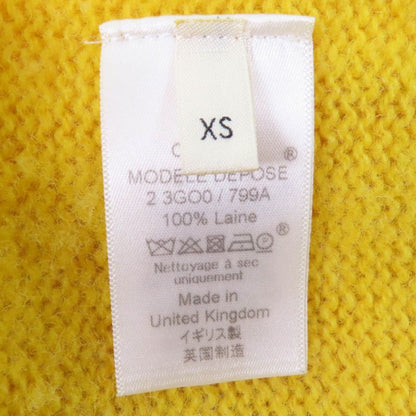 XS
®
MODELE DEPOSE
2 3GO0 / 799A
100% Laine
®
Nettoyage à sec
uniquement
Made in
United Kingdom
イギリス製
英国制造